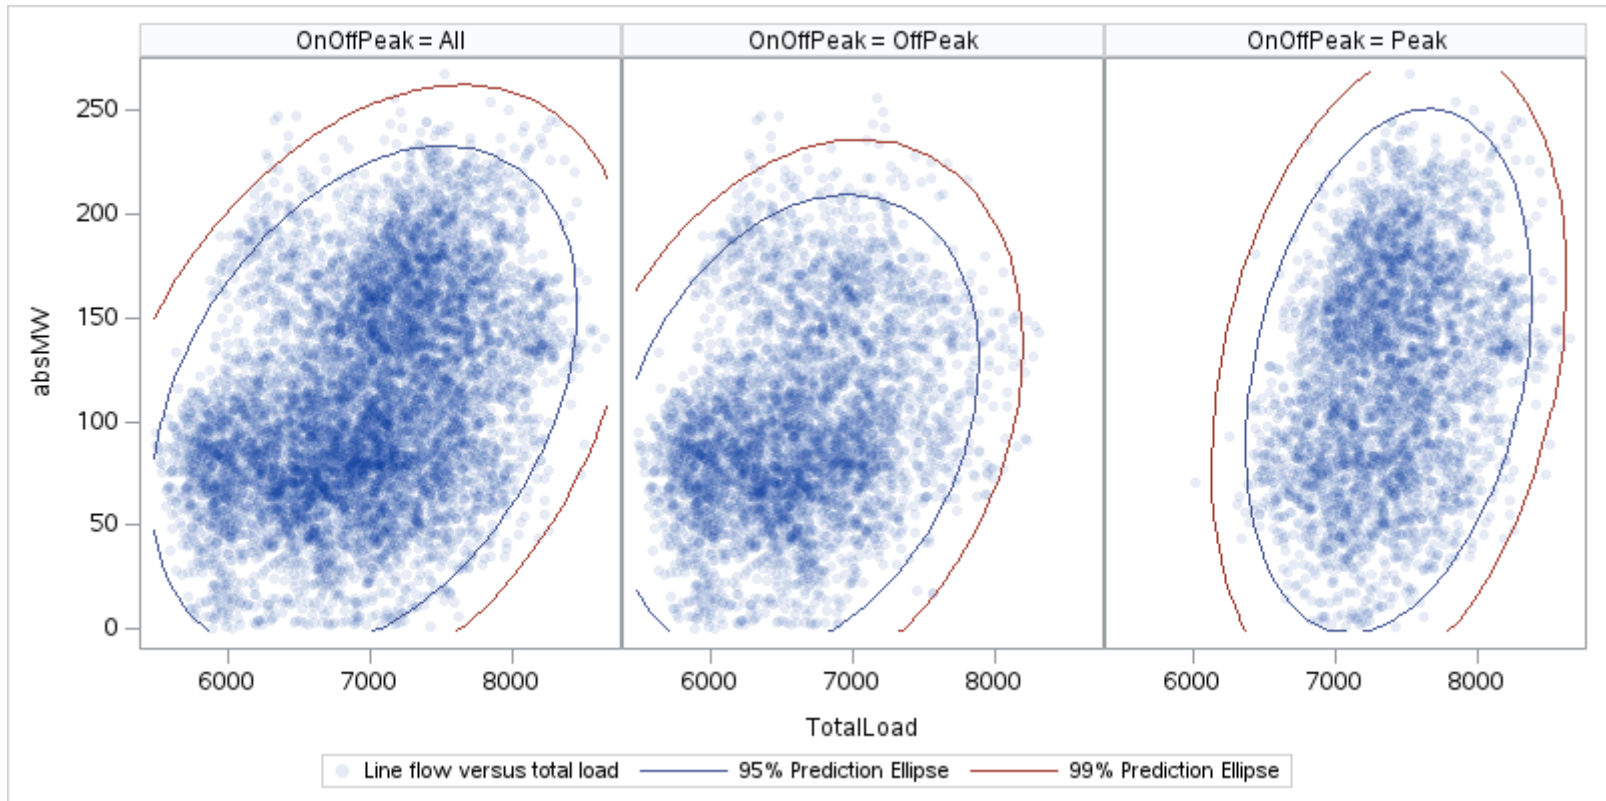 OnOffPeak = All OnOffPeak = OffPeak OnOffPeak = Peak
250
200
150
100
50
0
absMW
6000 7000 8000 6000 7000 8000 6000 7000 8000
TotalLoad
Line flow versus total load 95% Prediction Ellipse 99% Prediction Ellipse